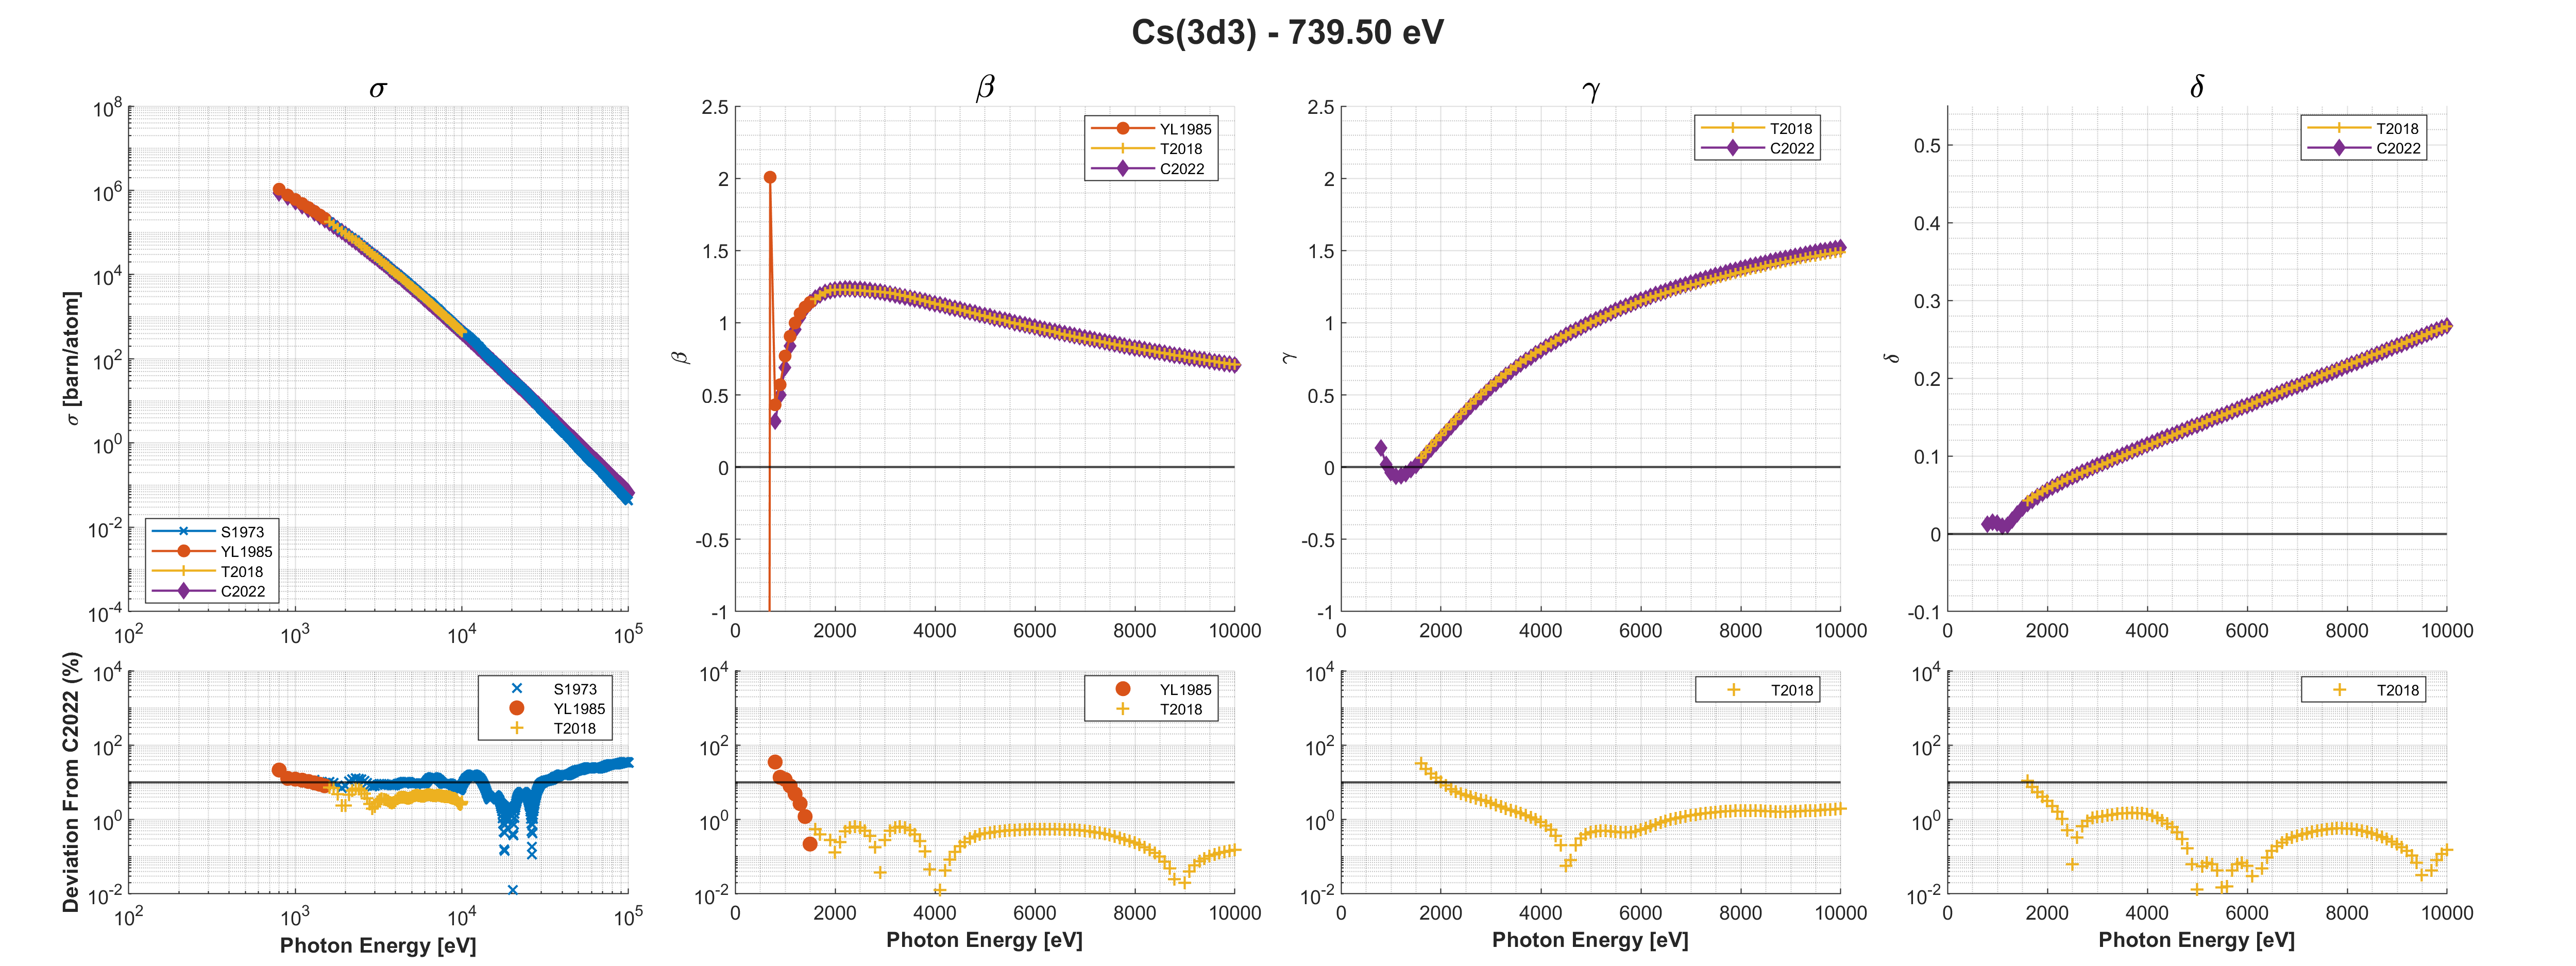 Cs(3d3) - 739.50 eV
σ
σ [barn/atom]
10^8
10^6
10^4
10^2
10^0
10^-2
10^-4
10^2
10^3
10^4
10^5
S1973
YL1985
T2018
C2022
β
β
2.5
2
1.5
1
0.5
0
-0.5
-1
0
2000
4000
6000
8000
10000
YL1985
T2018
C2022
γ
γ
2.5
2
1.5
1
0.5
0
-0.5
-1
0
2000
4000
6000
8000
10000
T2018
C2022
δ
δ
0.5
0.4
0.3
0.2
0.1
0
-0.1
0
2000
4000
6000
8000
10000
T2018
C2022
Deviation From C2022 (%)
10^4
10^2
10^0
10^-2
10^2
10^3
10^4
10^5
Photon Energy [eV]
S1973
YL1985
T2018
10^4
10^2
10^0
10^-2
0
2000
4000
6000
8000
10000
Photon Energy [eV]
YL1985
T2018
10^4
10^2
10^0
10^-2
0
2000
4000
6000
8000
10000
Photon Energy [eV]
T2018
10^4
10^2
10^0
10^-2
0
2000
4000
6000
8000
10000
Photon Energy [eV]
T2018